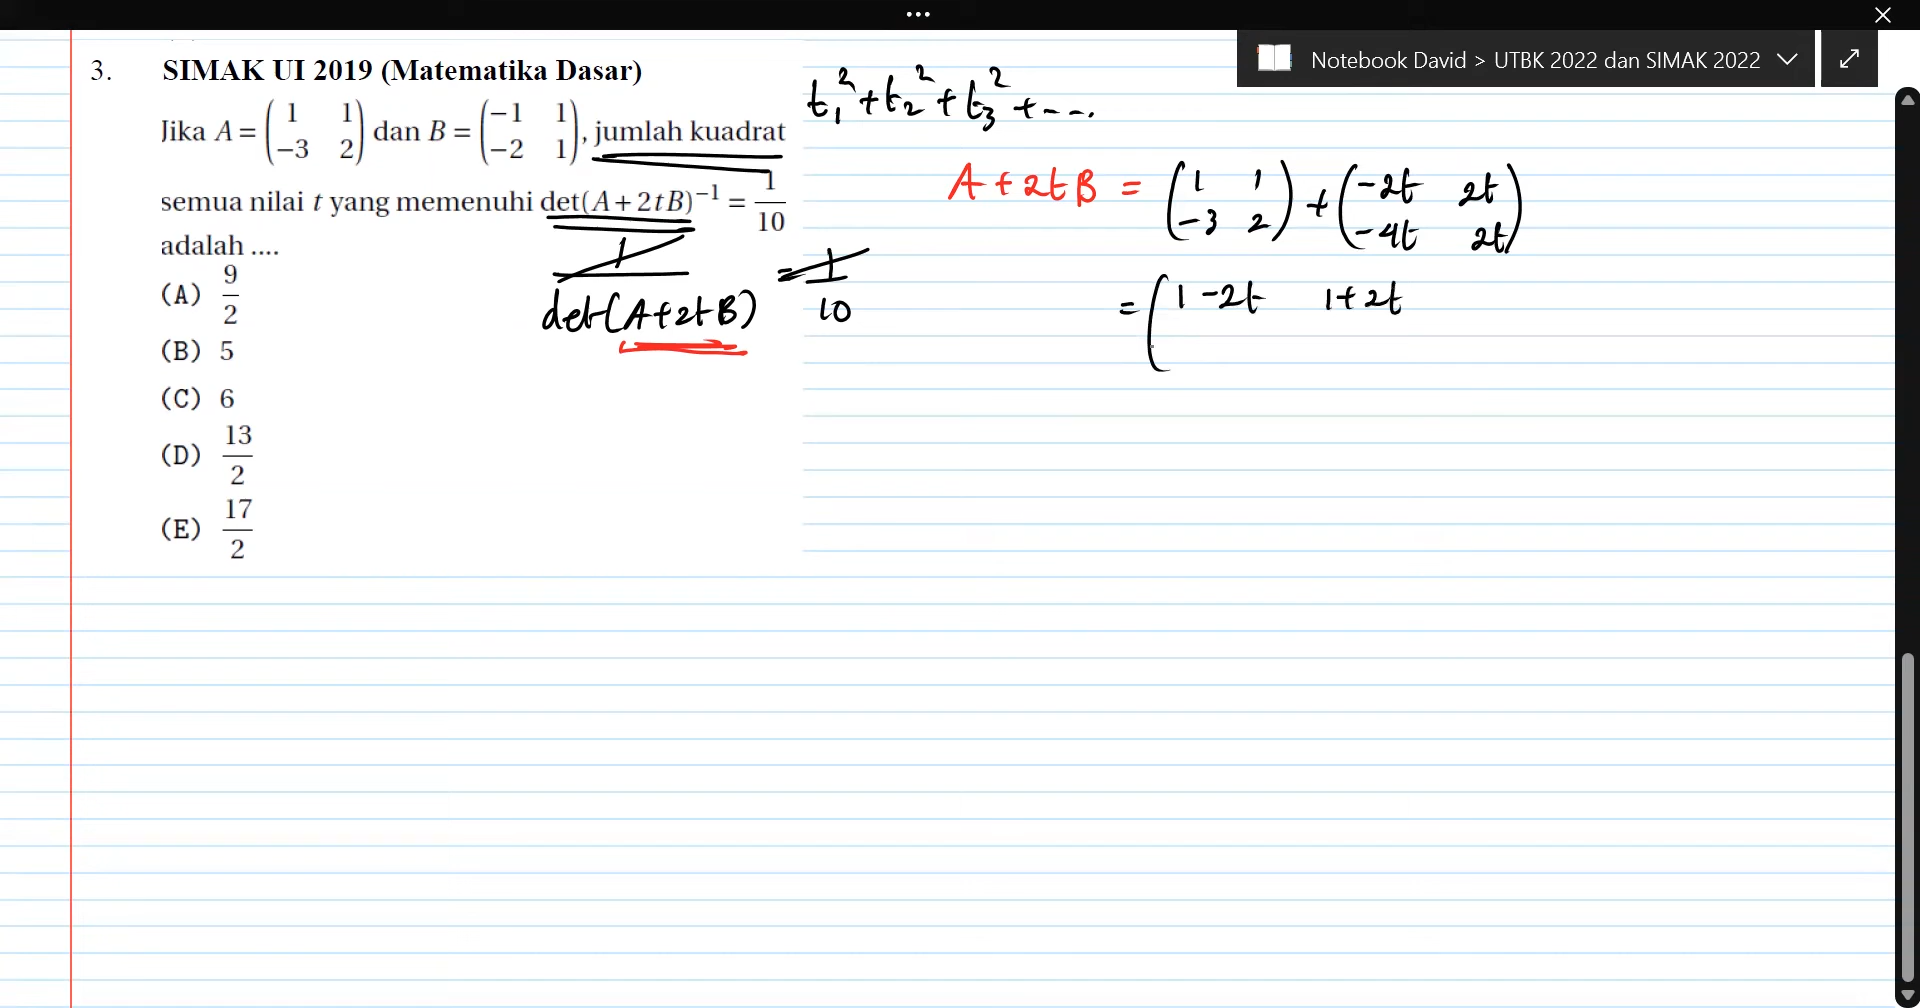 Notebook David > UTBK 2022 dan SIMAK 2022
3. SIMAK UI 2019 (Matematika Dasar)
Jika A = ( 1 1 −3 2 ) dan B = ( −1 1 −2 1 ), jumlah kuadrat
semua nilai t yang memenuhi det(A + 2tB)⁻¹ = 1/10
adalah ....
(A) 9/2
(B) 5
(C) 6
(D) 13/2
(E) 17/2
1/det(A+2tB) = 1/10
t₁² + t₂² + t₃² + ....
A + 2tB = ( 1 1 −3 2 ) + ( −2t 2t −4t 2t )
= ( 1 −2t 1 + 2t